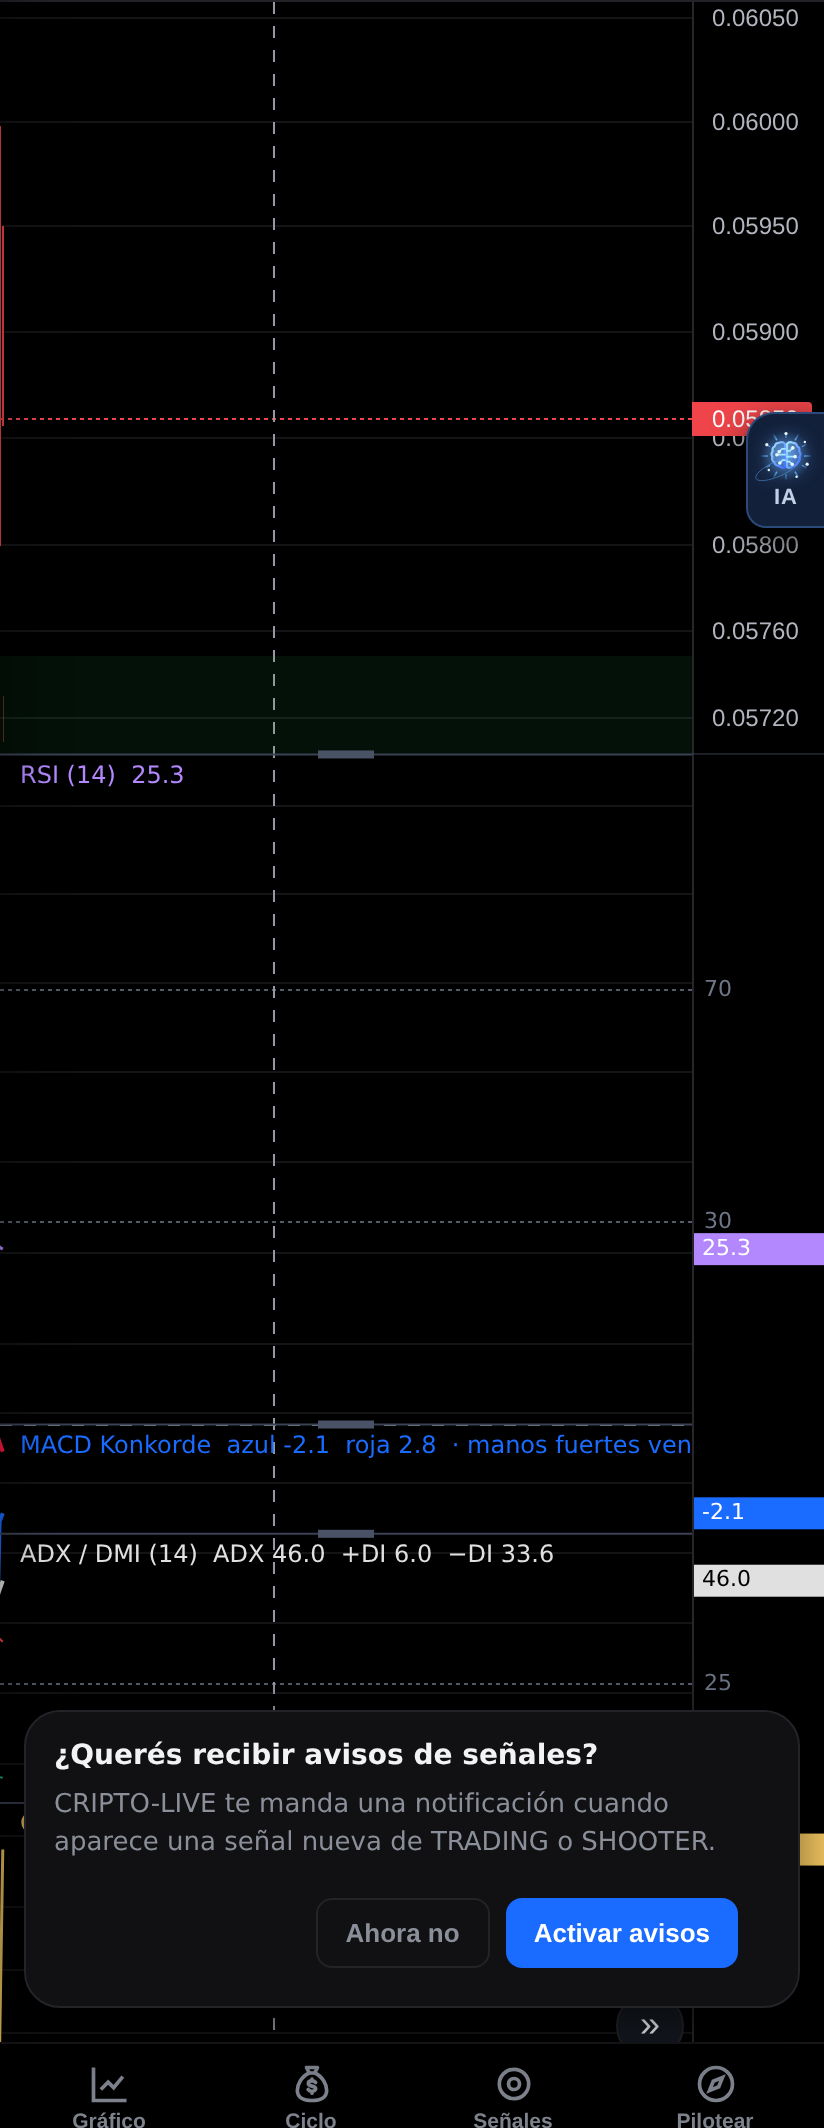 0.06050
0.06000
0.05950
0.05900
IA
0.05800
0.05760
0.05720
RSI (14) 25.3
70
30
25.3
MACD Konkorde azul -2.1 roja 2.8 · manos fuertes ven
-2.1
ADX / DMI (14) ADX 46.0 +DI 6.0 −DI 33.6
46.0
25
¿Querés recibir avisos de señales?
CRIPTO-LIVE te manda una notificación cuando
aparece una señal nueva de TRADING o SHOOTER.
Ahora no
Activar avisos
»
Gráfico
Ciclo
Señales
Pilotear